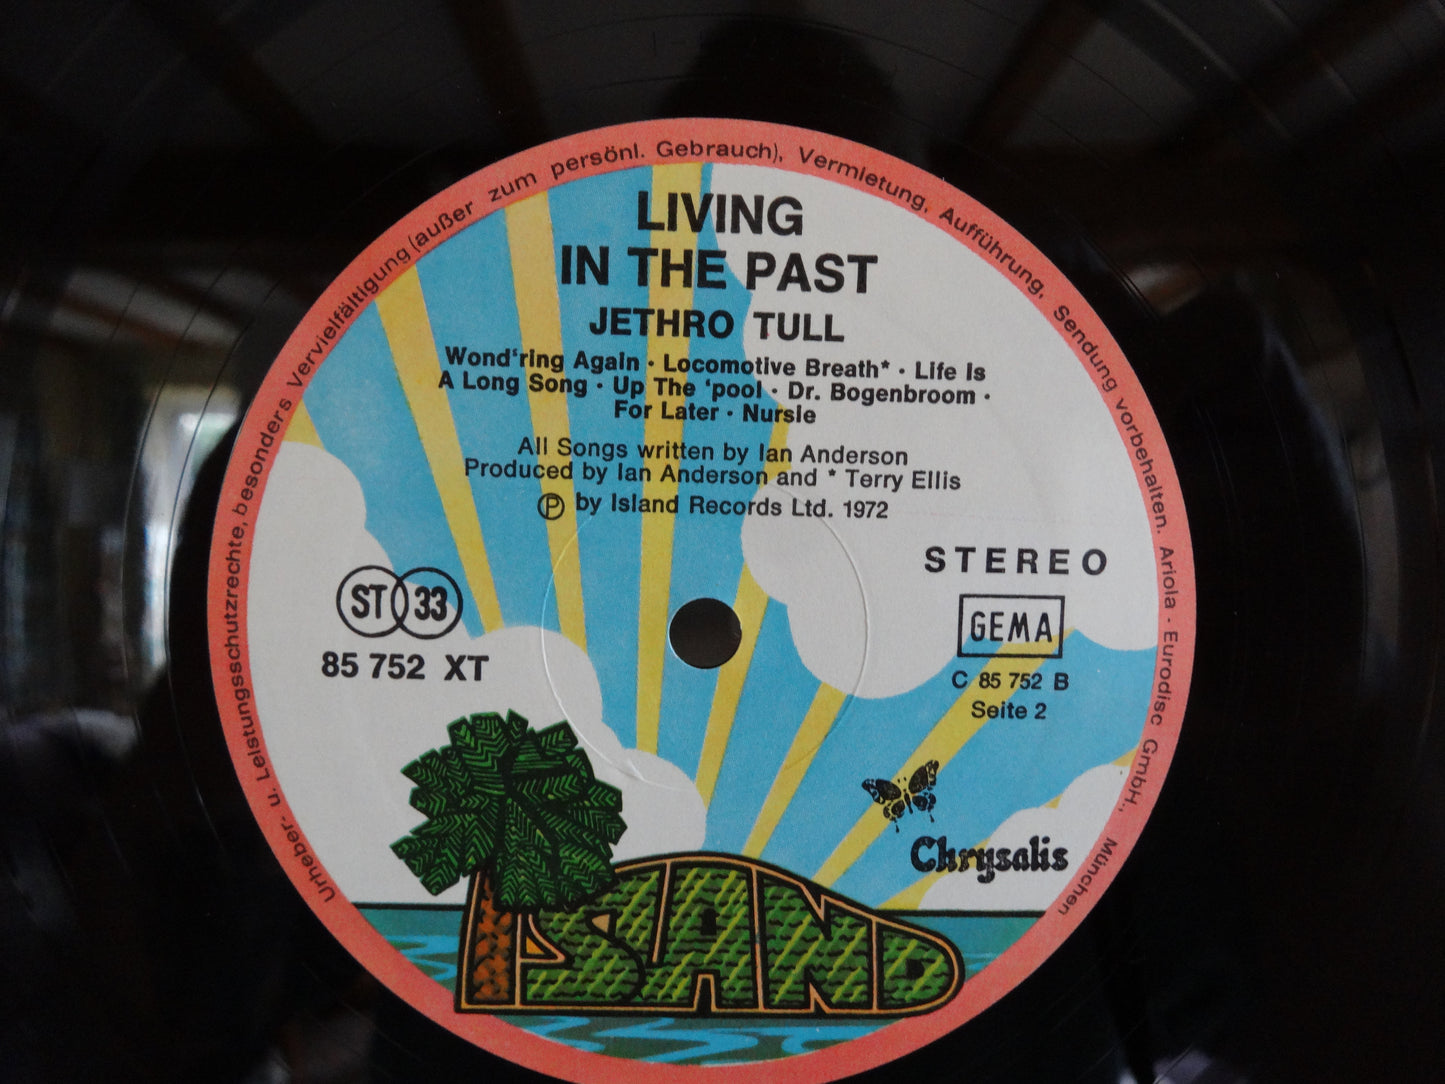 Urheber- u. Leistungsschutzrechte, besonders Vervielfältigung (außer zum persönl. Gebrauch), Vermietung, Aufführung, Sendung vorbehalten. Ariola · Eurodisc GmbH., München
LIVING
IN THE PAST
JETHRO TULL
Wond‘ring Again · Locomotive Breath* · Life Is
A Long Song · Up The ‘pool · Dr. Bogenbroom ·
For Later · Nursie
All Songs written by Ian Anderson
Produced by Ian Anderson and * Terry Ellis
Ⓟ by Island Records Ltd. 1972
STEREO
ST 33
GEMA
85 752 XT
C 85 752 B
Seite 2
Chrysalis
ISLAND